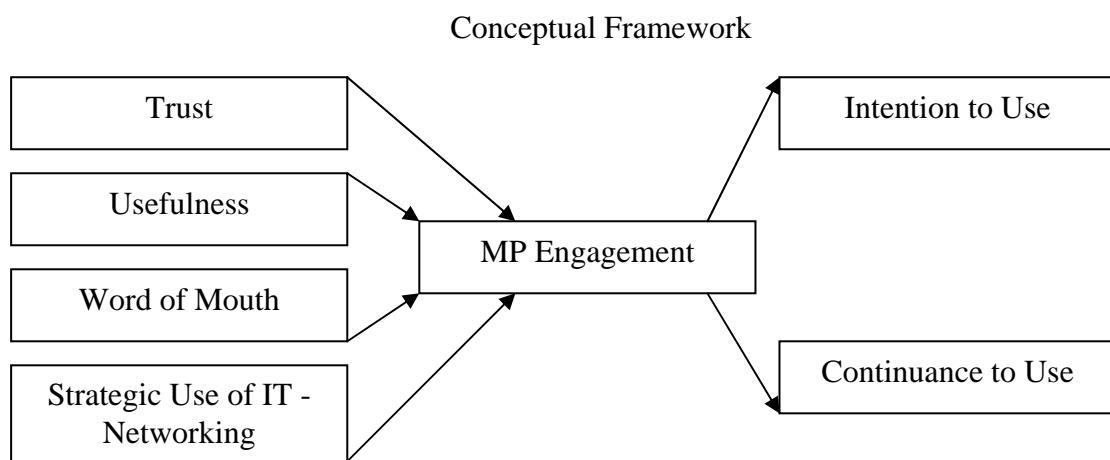 Conceptual Framework
Trust
Usefulness
Word of Mouth
Strategic Use of IT -
Networking
MP Engagement
Intention to Use
Continuance to Use